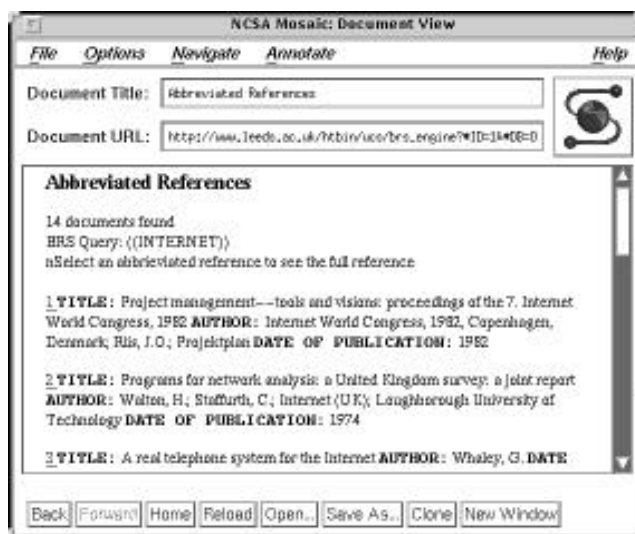 NCSA Mosaic: Document View
File Options Navigate Annotate Help
Document Title: Abbreviated References
Document URL: http://www.leeds.ac.uk/htbin/ucs/brs_engine?*ID=1&*DB=D
Abbreviated References
14 documents found
BRS Query: ((INTERNET))
nSelect an abbrieviated reference to see the full reference
1 TITLE: Project management--tools and visions: proceedings of the 7. Internet
World Congress, 1982 AUTHOR: Internet World Congress, 1982, Copenhagen,
Denmark; Riis, J.O.; Projektplan DATE OF PUBLICATION: 1982
2 TITLE: Programs for network analysis: a United Kingdom survey: a joint report
AUTHOR: Walton, H.; Staffurth, C.; Internet (UK); Loughborough University of
Technology DATE OF PUBLICATION: 1974
3 TITLE: A real telephone system for the Internet AUTHOR: Whaley, G. DATE
Back Forward Home Reload Open... Save As... Clone New Window